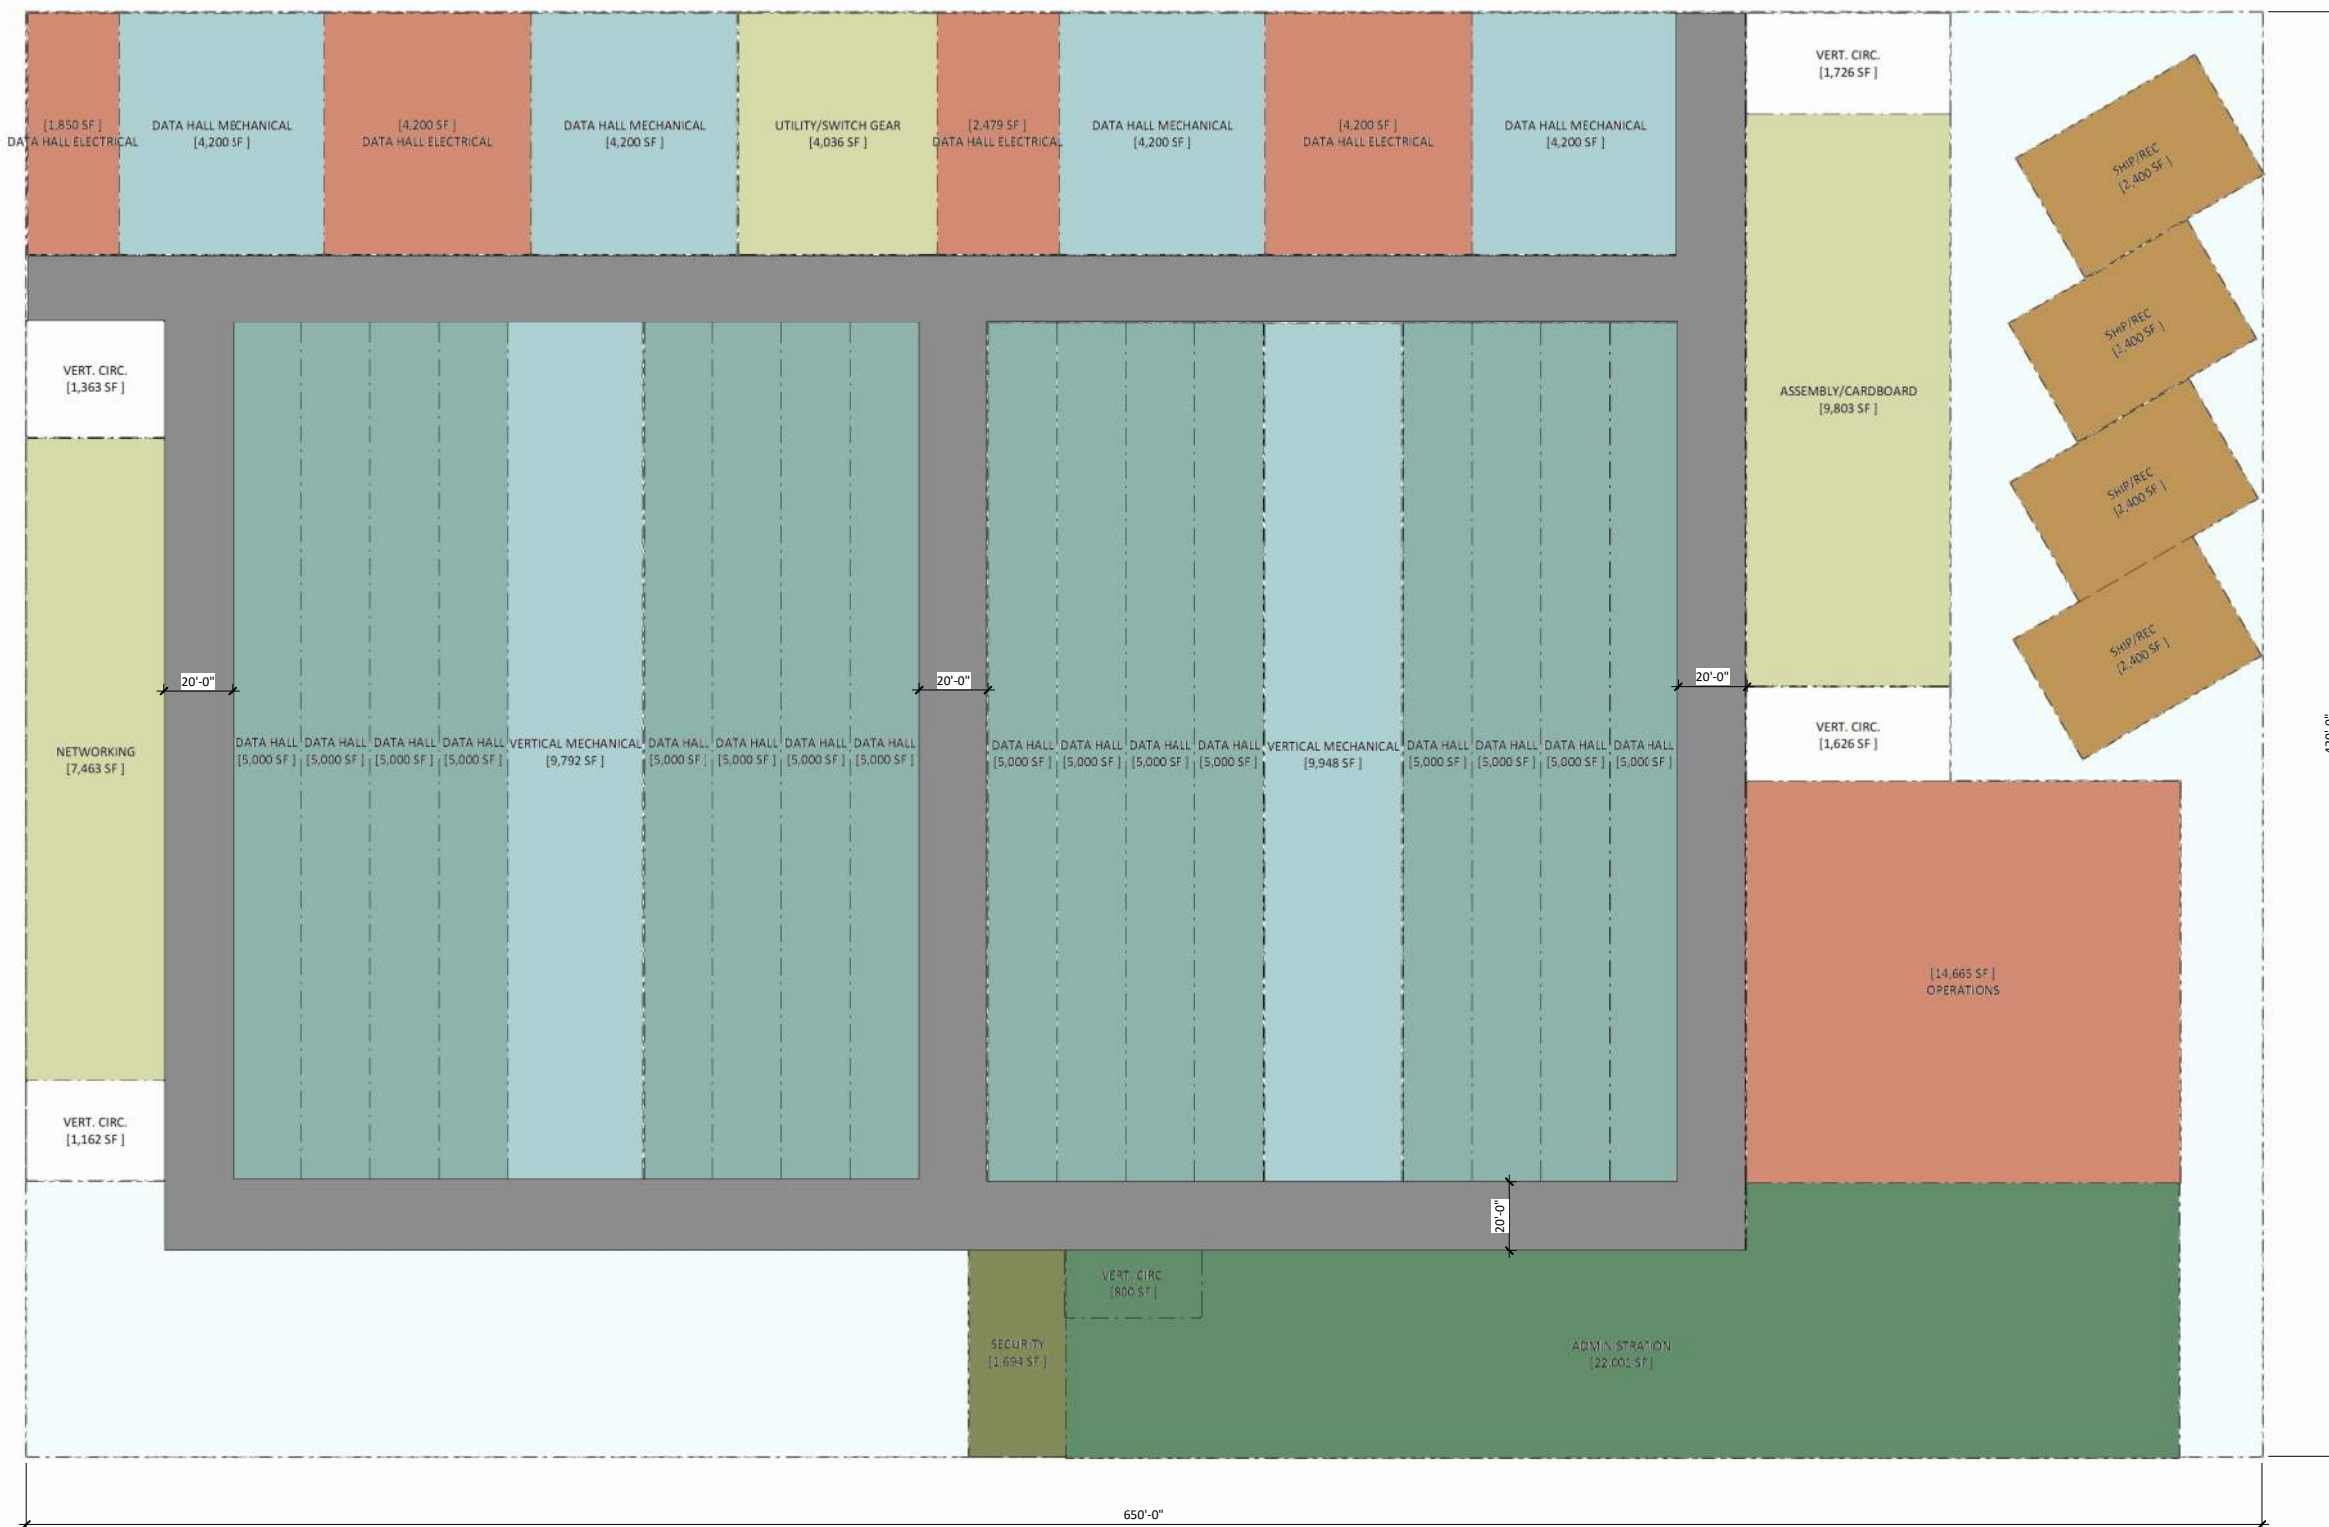 [1,850 SF ]
DATA HALL ELECTRICAL
DATA HALL MECHANICAL
[4,200 SF ]
[4,200 SF ]
DATA HALL ELECTRICAL
DATA HALL MECHANICAL
[4,200 SF ]
UTILITY/SWITCH GEAR
[4,036 SF ]
[2,479 SF ]
DATA HALL ELECTRICAL
DATA HALL MECHANICAL
[4,200 SF ]
[4,200 SF ]
DATA HALL ELECTRICAL
DATA HALL MECHANICAL
[4,200 SF ]
VERT. CIRC.
[1,726 SF ]
SHIP/REC
[2,400 SF ]
SHIP/REC
[2,400 SF ]
SHIP/REC
[2,400 SF ]
SHIP/REC
[2,400 SF ]
VERT. CIRC.
[1,363 SF ]
ASSEMBLY/CARDBOARD
[9,803 SF ]
20'-0"
20'-0"
20'-0"
NETWORKING
[7,463 SF ]
DATA HALL
[5,000 SF ]
DATA HALL
[5,000 SF ]
DATA HALL
[5,000 SF ]
DATA HALL
[5,000 SF ]
VERTICAL MECHANICAL
[9,792 SF ]
DATA HALL
[5,000 SF ]
DATA HALL
[5,000 SF ]
DATA HALL
[5,000 SF ]
DATA HALL
[5,000 SF ]
DATA HALL
[5,000 SF ]
DATA HALL
[5,000 SF ]
DATA HALL
[5,000 SF ]
DATA HALL
[5,000 SF ]
VERTICAL MECHANICAL
[9,948 SF ]
DATA HALL
[5,000 SF ]
DATA HALL
[5,000 SF ]
DATA HALL
[5,000 SF ]
DATA HALL
[5,000 SF ]
VERT. CIRC.
[1,626 SF ]
[14,665 SF ]
OPERATIONS
VERT. CIRC.
[1,162 SF ]
20'-0"
VERT. CIRC.
[800 SF ]
SECURITY
[1,694 SF ]
ADMINISTRATION
[22,001 SF]
650'-0"